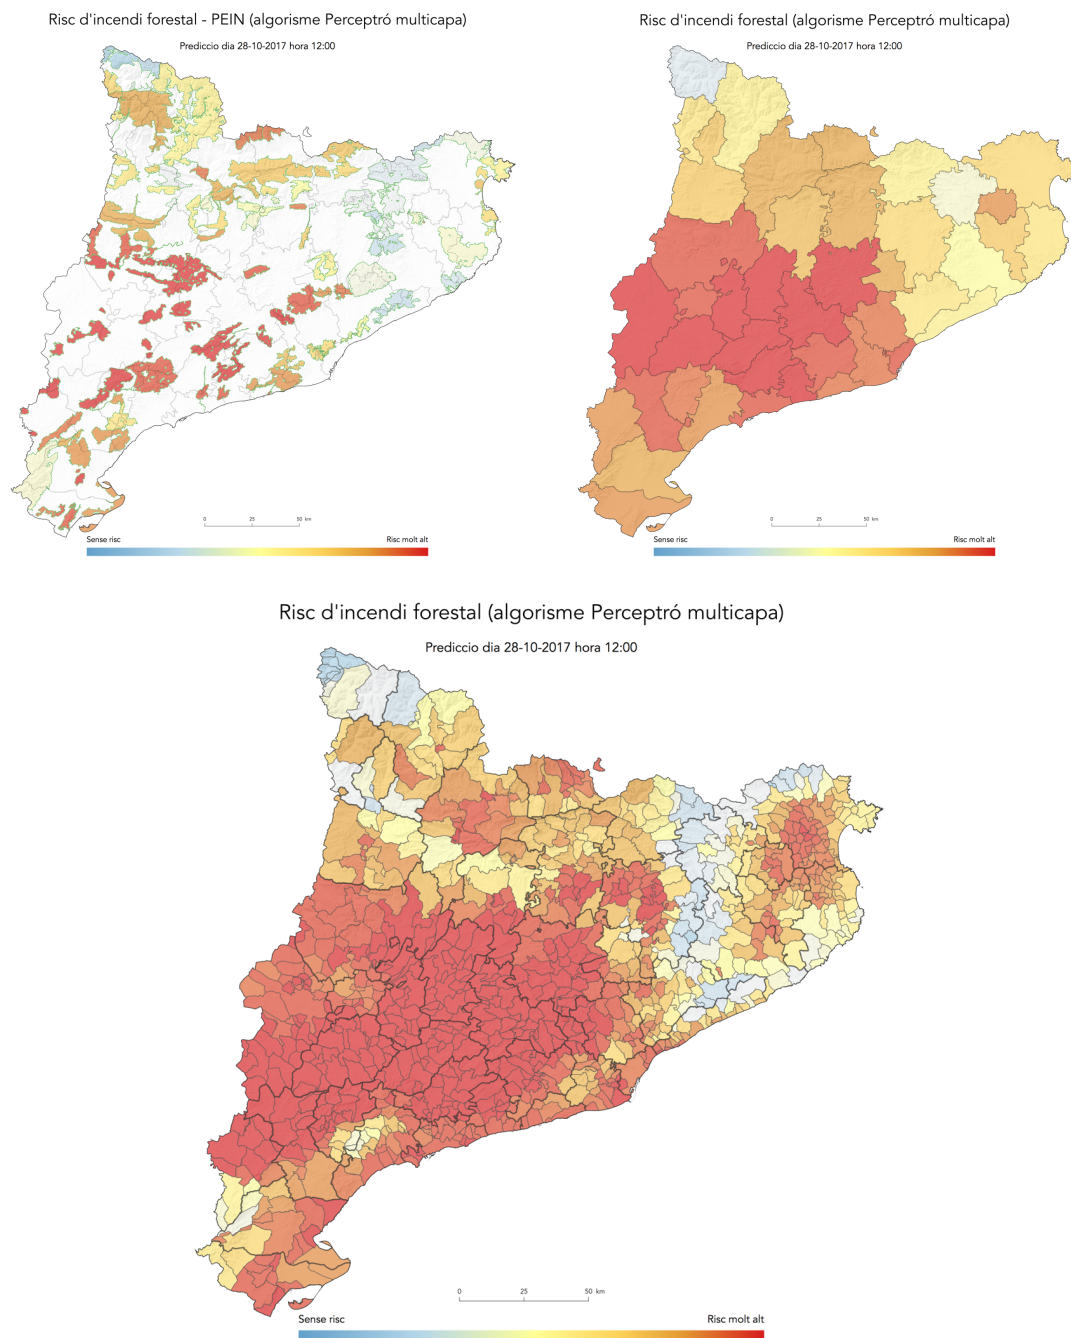 Risc d'incendi forestal - PEIN (algorisme Perceptró multicapa)
Prediccio dia 28-10-2017 hora 12:00
0 25 50 km
Sense risc Risc molt alt
Risc d'incendi forestal (algorisme Perceptró multicapa)
Prediccio dia 28-10-2017 hora 12:00
0 25 50 km
Sense risc Risc molt alt
Risc d'incendi forestal (algorisme Perceptró multicapa)
Prediccio dia 28-10-2017 hora 12:00
0 25 50 km
Sense risc Risc molt alt